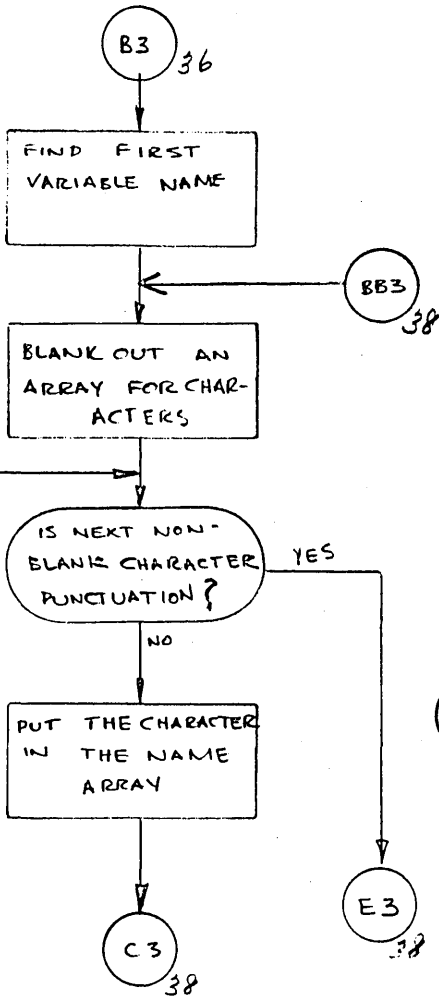 B3
36
FIND FIRST
VARIABLE NAME
BB3
38
BLANK OUT AN
ARRAY FOR CHAR-
ACTERS
IS NEXT NON-
BLANK CHARACTER
PUNCTUATION?
YES
NO
PUT THE CHARACTER
IN THE NAME
ARRAY
C3
38
E3
38